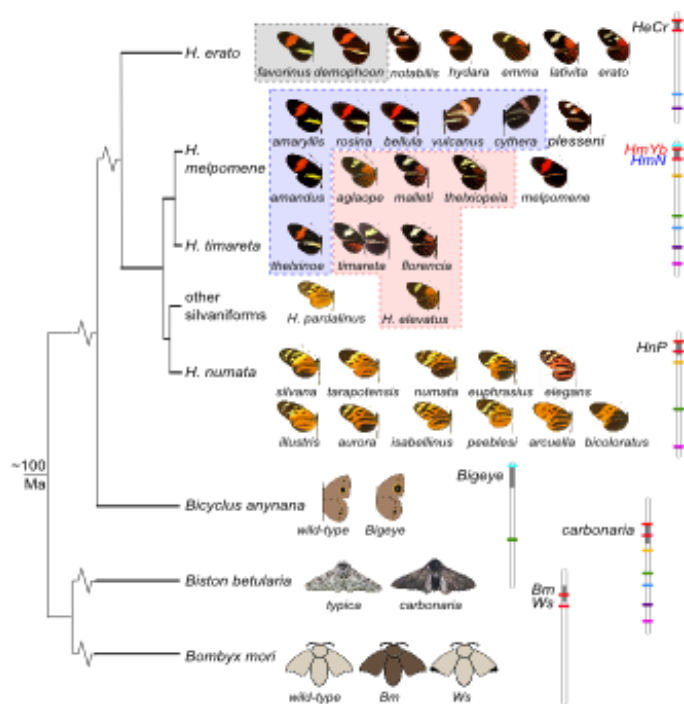 HeCr
H. erato
favorinus demophoon notabilis hydara emma lativita erato
amaryllis rosina bellula vulcanus cythera plesseni
H. melpomene
HmYb
HmN
amandus aglaope malleti thelxiopeia melpomene
H. timareta
thelxinoe timareta florencia
other silvaniforms
H. pardalinus H. elevatus
HnP
H. numata
silvana tarapotensis numata euphrasius elegans
illustris aurora isabellinus peeblesi arcuella bicoloratus
~100
Ma
Bigeye
Bicyclus anynana
wild-type Bigeye
carbonaria
Biston betularia
typica carbonaria
Bm
Ws
Bombyx mori
wild-type Bm Ws